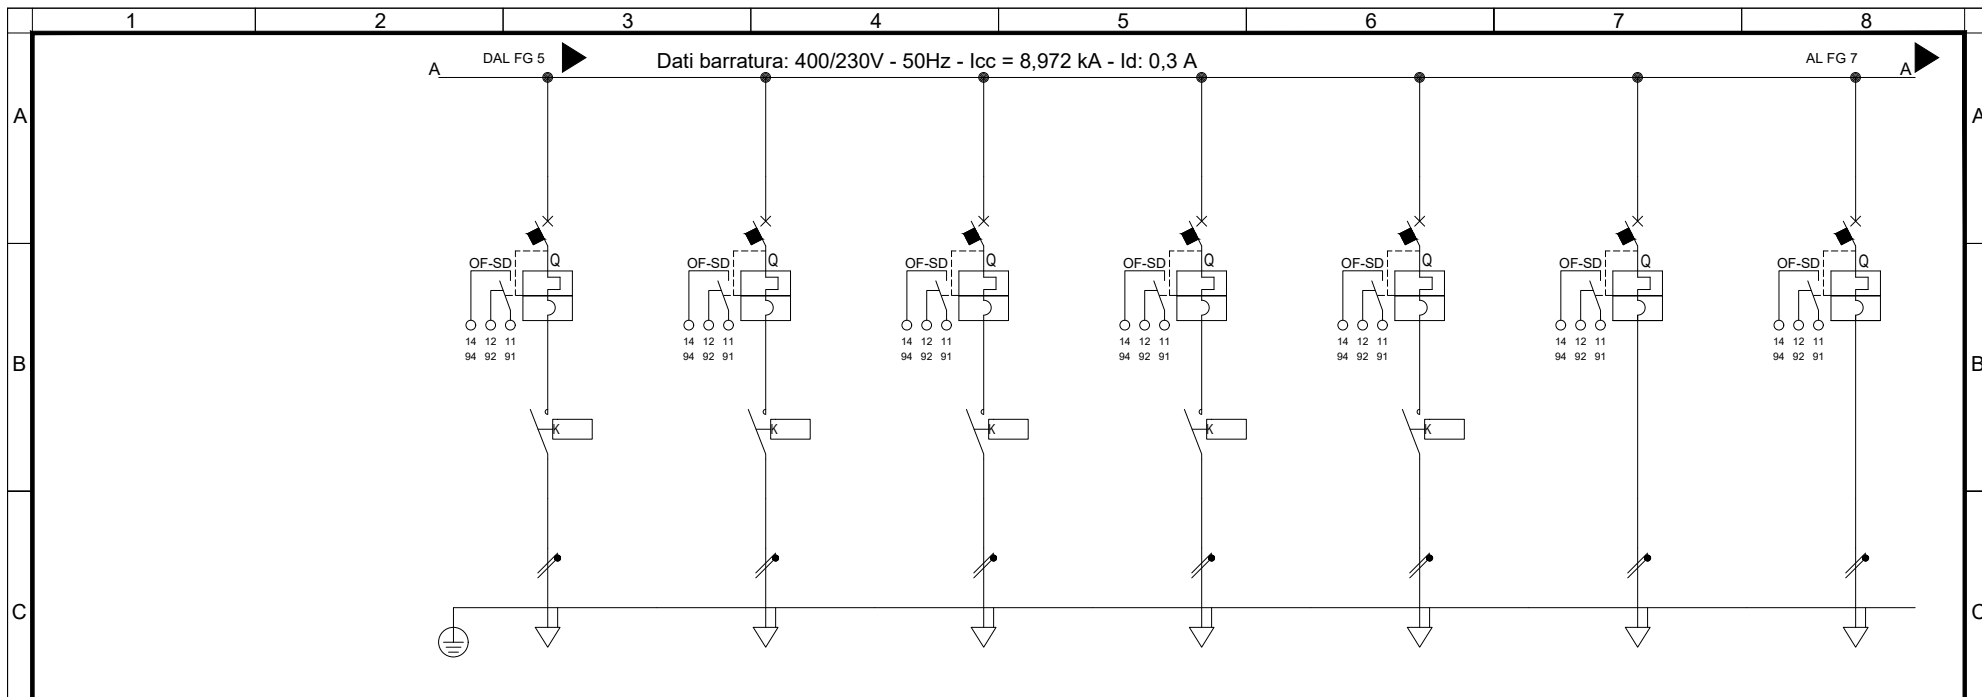 1 2 3 4 5 6 7 8
DAL FG 5 Dati barratura: 400/230V - 50Hz - Icc = 8,972 kA - Id: 0,3 A AL FG 7
A A
A A
OF-SD Q OF-SD Q OF-SD Q OF-SD Q OF-SD Q OF-SD Q OF-SD Q
14 12 11 14 12 11 14 12 11 14 12 11 14 12 11 14 12 11 14 12 11
94 92 91 94 92 91 94 92 91 94 92 91 94 92 91 94 92 91 94 92 91
B B
K K K K K
C C